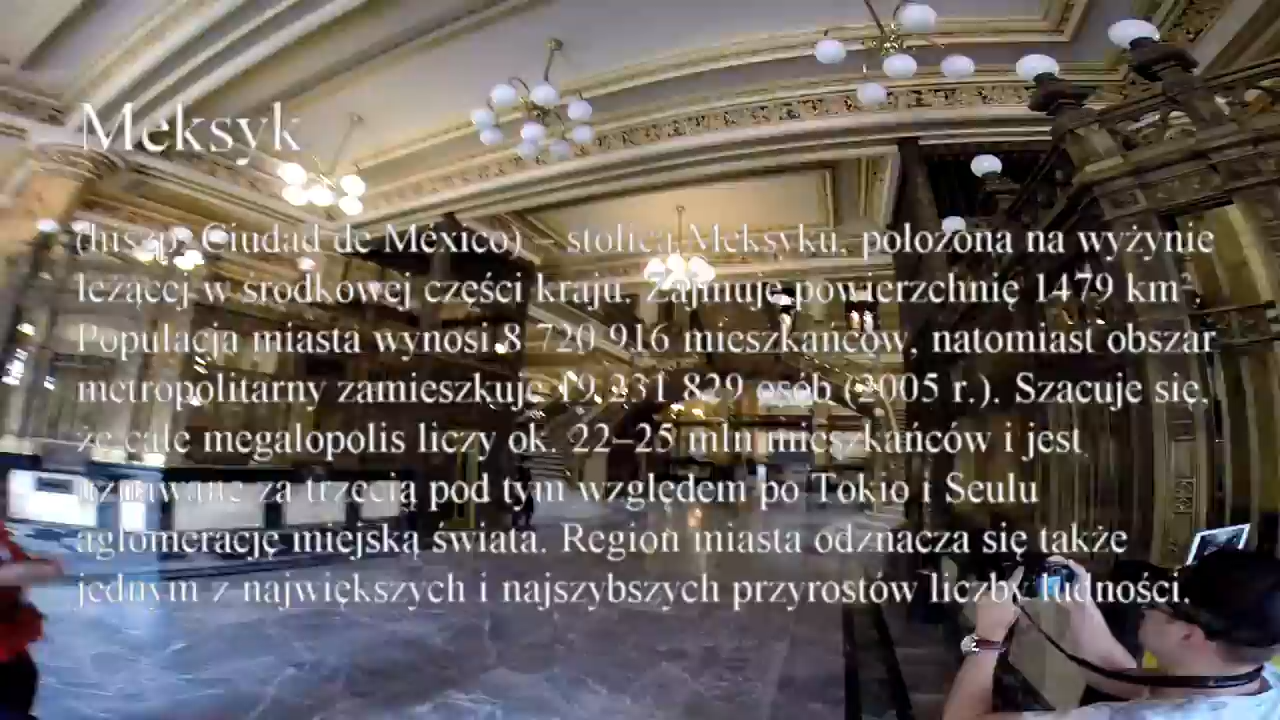 Meksyk
(hiszp. Ciudad de México) – stolica Meksyku, położona na wyżynie
leżącej w środkowej części kraju. Zajmuje powierzchnię 1479 km².
Populacja miasta wynosi 8 720 916 mieszkańców, natomiast obszar
metropolitarny zamieszkuje 19 231 829 osób (2005 r.). Szacuje się,
że całe megalopolis liczy ok. 22–25 mln mieszkańców i jest
uznawane za trzecią pod tym względem po Tokio i Seulu
aglomerację miejską świata. Region miasta odznacza się także
jednym z największych i najszybszych przyrostów liczby ludności.